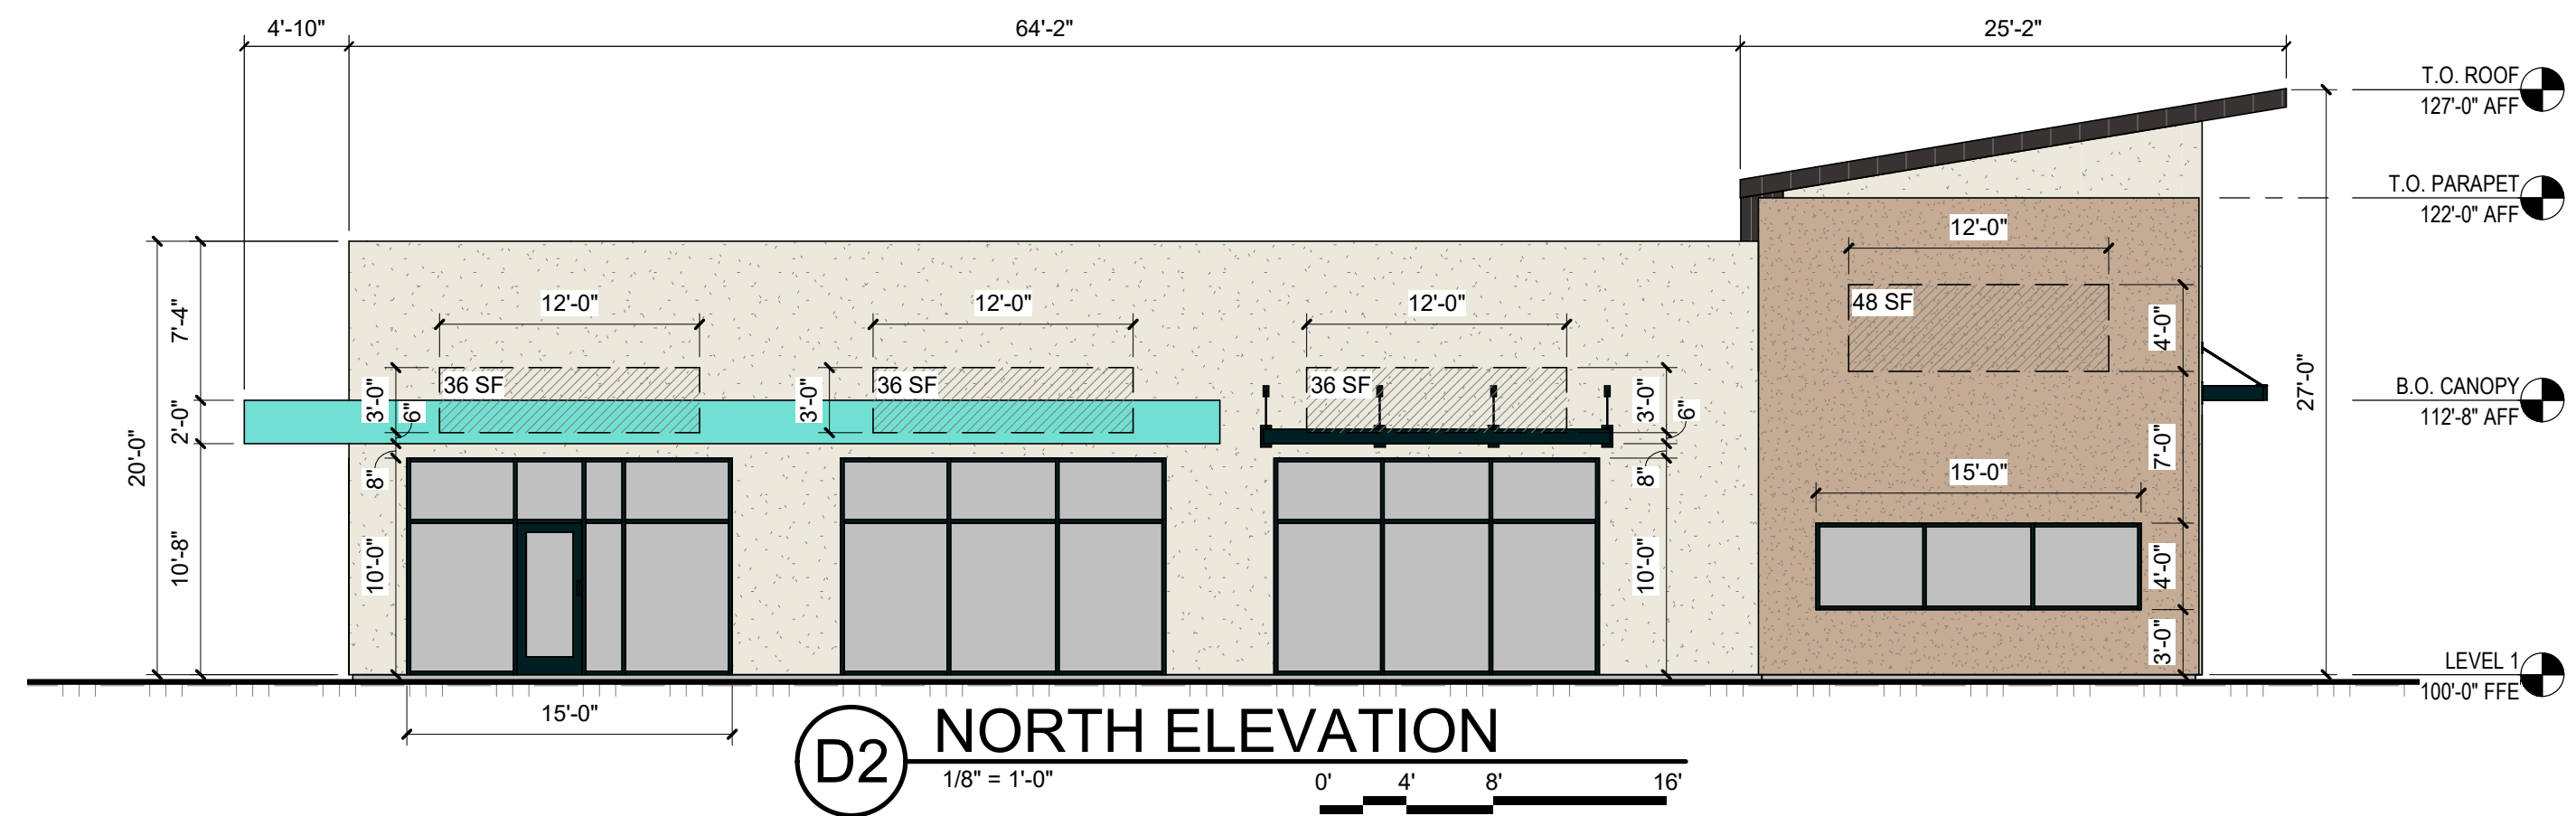 4'-10"
64'-2"
25'-2"
T.O. ROOF
127'-0" AFF
T.O. PARAPET
122'-0" AFF
12'-0"
12'-0"
12'-0"
12'-0"
48 SF
4'-0"
7'-4"
27'-0"
36 SF
36 SF
36 SF
3'-0"
6"
3'-0"
3'-0"
6"
B.O. CANOPY
112'-8" AFF
2'-0"
20'-0"
7'-0"
8"
8"
15'-0"
10'-8"
10'-0"
10'-0"
4'-0"
3'-0"
LEVEL 1
100'-0" FFE
15'-0"
D2
NORTH ELEVATION
1/8" = 1'-0"
0' 4' 8' 16'